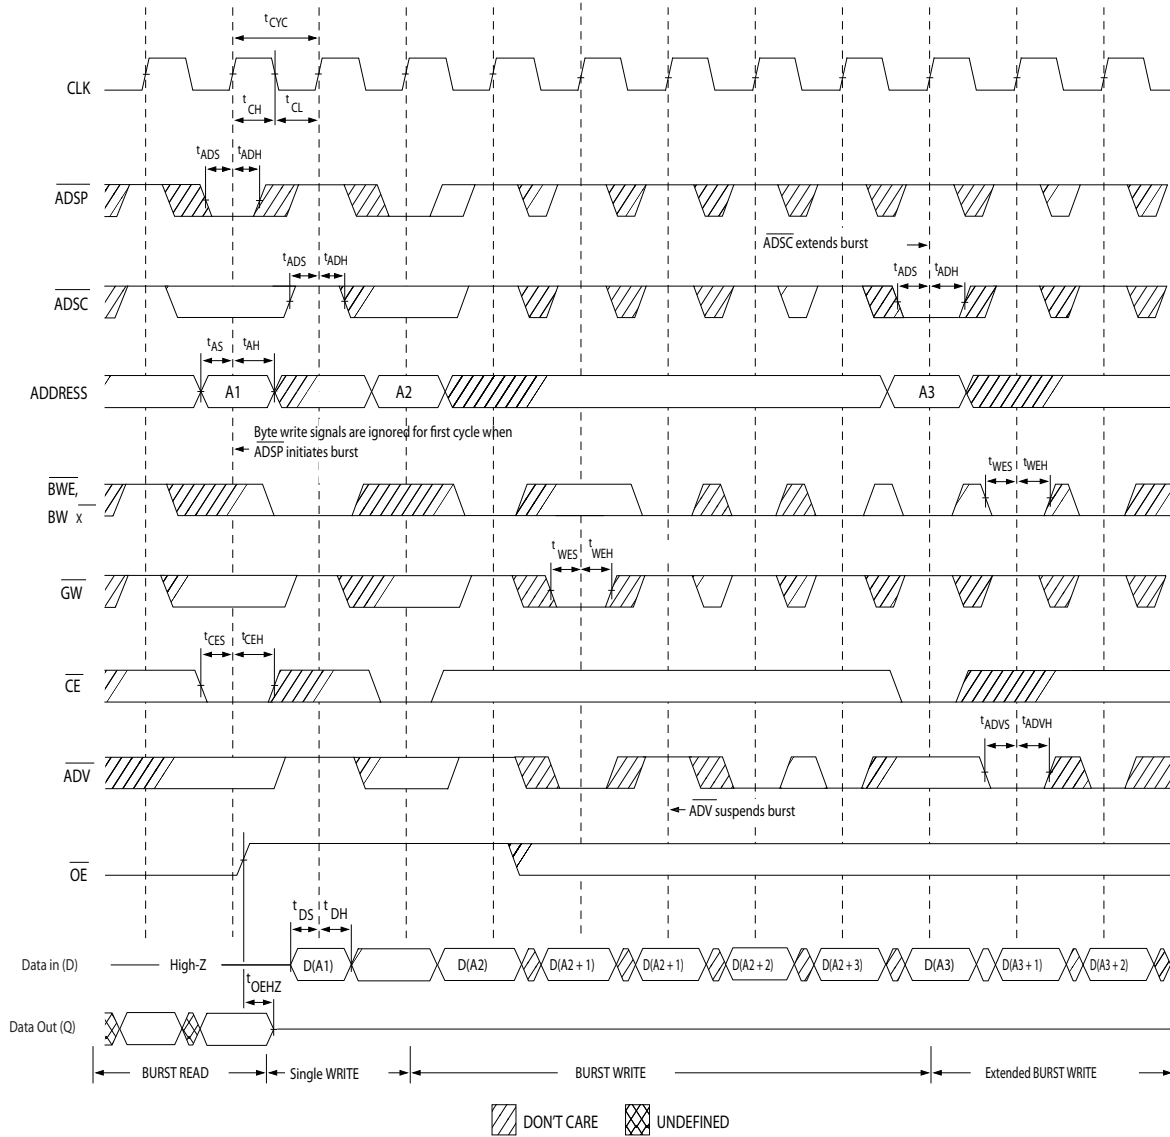 tCYC
CLK
tCH
tCL
tADS
tADH
ADSP
ADSC extends burst
tADS
tADH
tADS
tADH
ADSC
tAS
tAH
ADDRESS
A1
A2
A3
Byte write signals are ignored for first cycle when
ADSP initiates burst
tWES
tWEH
BWE,
BW X
tWES
tWEH
GW
tCES
tCEH
CE
tADVS
tADVH
ADV
ADV suspends burst
OE
tDS
tDH
Data in (D)
High-Z
D(A1)
D(A2)
D(A2 + 1)
D(A2 + 1)
D(A2 + 2)
D(A2 + 3)
D(A3)
D(A3 + 1)
D(A3 + 2)
tOEHZ
Data Out (Q)
BURST READ
Single WRITE
BURST WRITE
Extended BURST WRITE
DON'T CARE
UNDEFINED